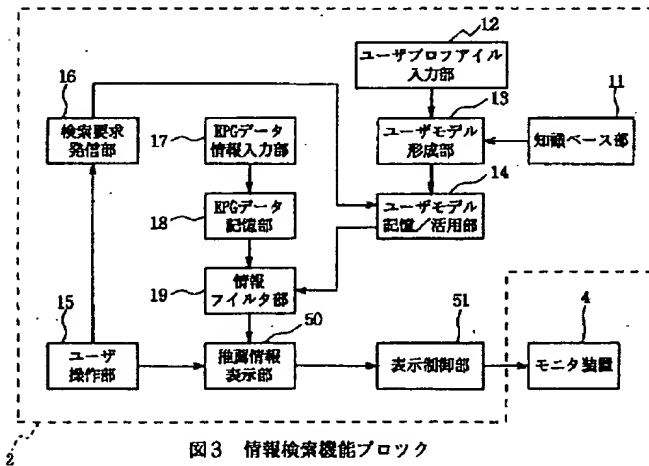 12
ユーザプロフアイル
入力部
16
検索要求
発信部
17
EPGデータ
情報入力部
13
ユーザモデル
形成部
11
知識ベース部
18
EPGデータ
記憶部
14
ユーザモデル
記憶／活用部
19
情報
フイルタ部
15
ユーザ
操作部
50
推薦情報
表示部
51
表示制御部
4
モニタ装置
2
図3 情報検索機能ブロツク